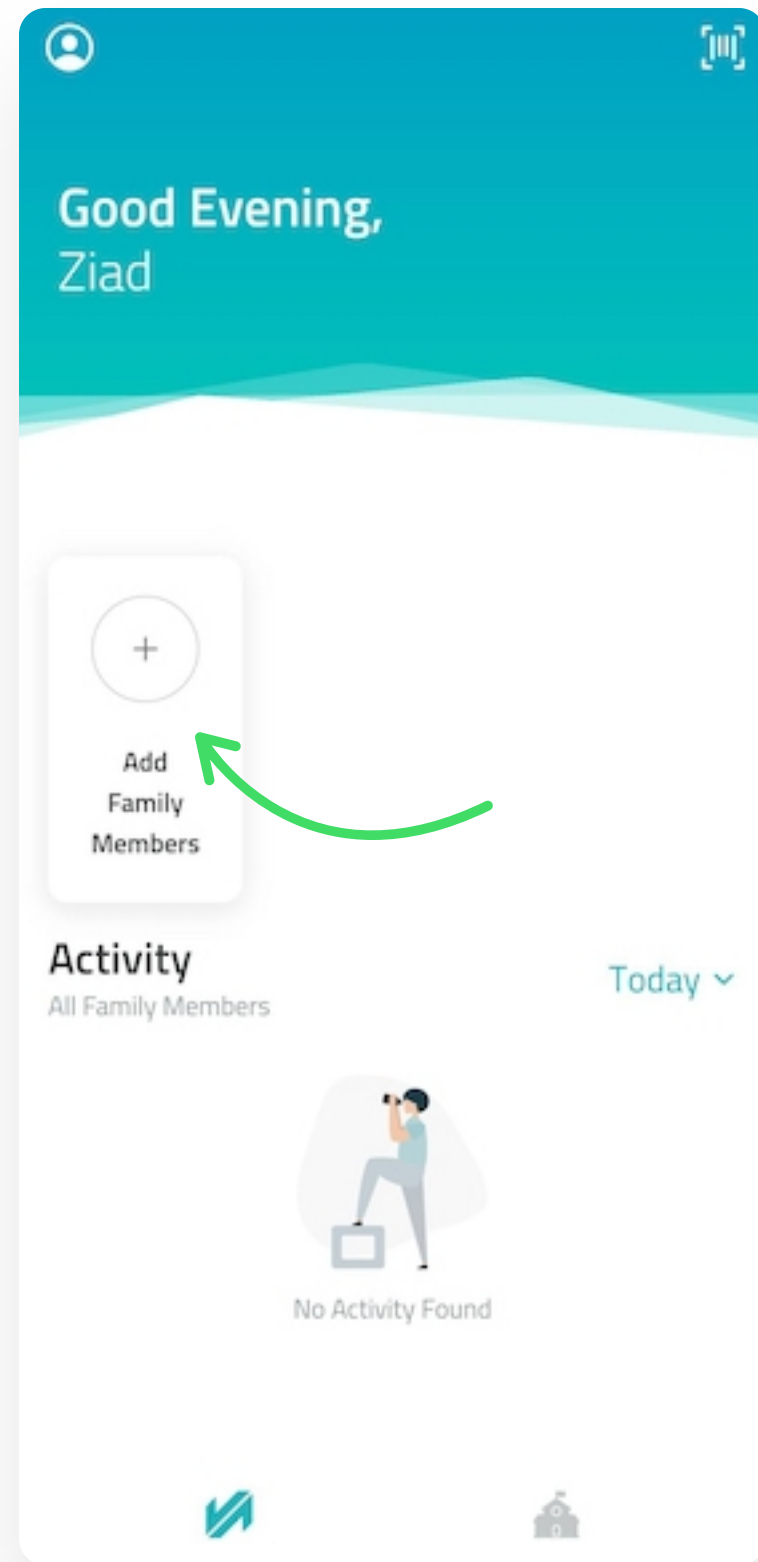 Good Evening,
Ziad
+
Add
Family
Members
Activity
All Family Members
Today
No Activity Found